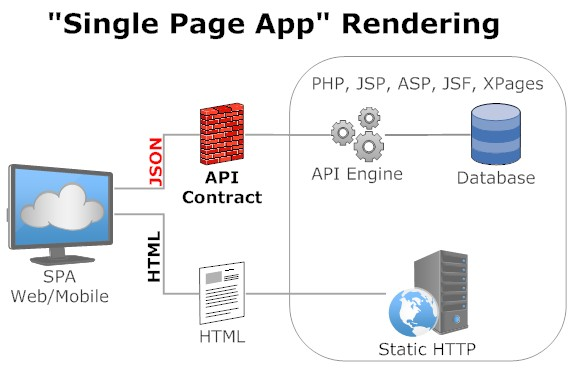 "Single Page App" Rendering
PHP, JSP, ASP, JSF, XPages
JSON
API
Contract
API Engine
Database
SPA
Web/Mobile
HTML
HTML
Static HTTP